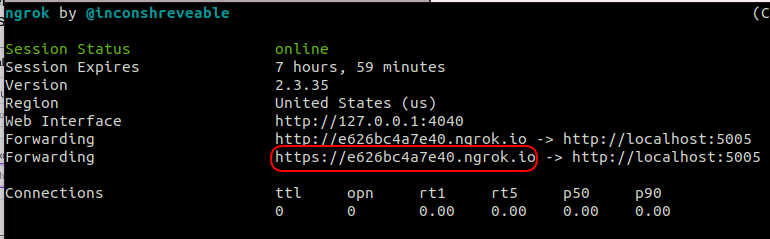 ngrok by @inconshreveable (C
Session Status online
Session Expires 7 hours, 59 minutes
Version 2.3.35
Region United States (us)
Web Interface http://127.0.0.1:4040
Forwarding http://e626bc4a7e40.ngrok.io -> http://localhost:5005
Forwarding https://e626bc4a7e40.ngrok.io -> http://localhost:5005
Connections ttl opn rt1 rt5 p50 p90
0 0 0.00 0.00 0.00 0.00